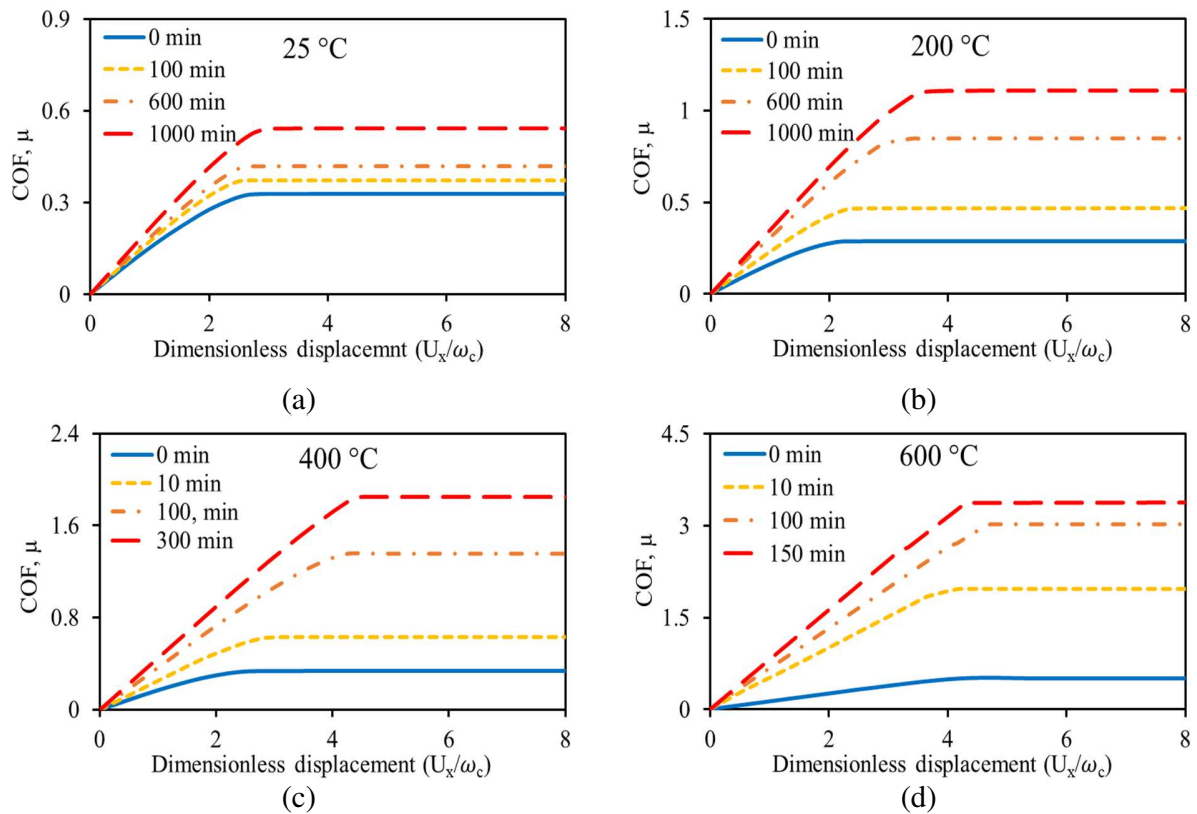 0.9
0.6
0.3
0
COF, μ
0 min
100 min
600 min
1000 min
25 °C
0 2 4 6 8
Dimensionless displacemnt (Uₓ/ω_c)
(a)
1.5
1
0.5
0
COF, μ
0 min
100 min
600 min
1000 min
200 °C
0 2 4 6 8
Dimensionless displacement (Uₓ/ω_c)
(b)
2.4
1.6
0.8
0
COF, μ
0 min
10 min
100, min
300 min
400 °C
0 2 4 6 8
Dimensionless displacement (Uₓ/ω_c)
(c)
4.5
3
1.5
0
COF, μ
0 min
10 min
100 min
150 min
600 °C
0 2 4 6 8
Dimensionless displacement (Uₓ/ω_c)
(d)